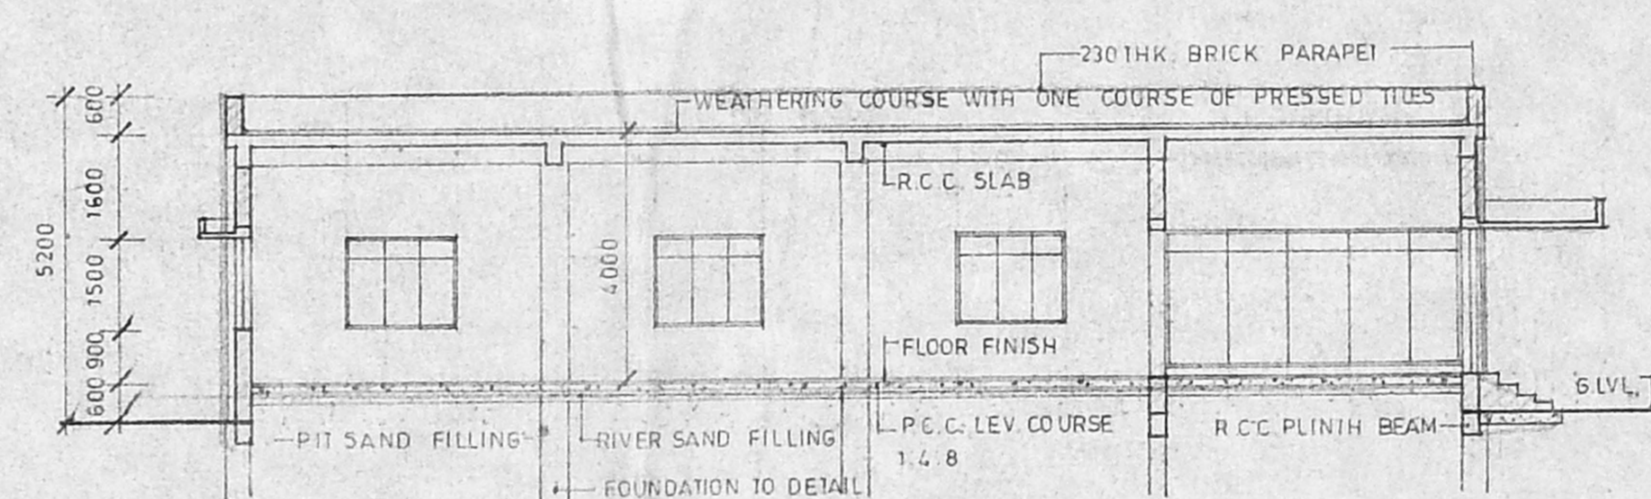 230 THK. BRICK PARAPET
WEATHERING COURSE WITH ONE COURSE OF PRESSED TILES
600
1600
5200
1500
900
600
4000
R.C.C. SLAB
FLOOR FINISH
G.LVL.
PIT SAND FILLING
RIVER SAND FILLING
P.C.C. LEV. COURSE
1.4.8
R.C.C PLINTH BEAM
FOUNDATION TO DETAIL